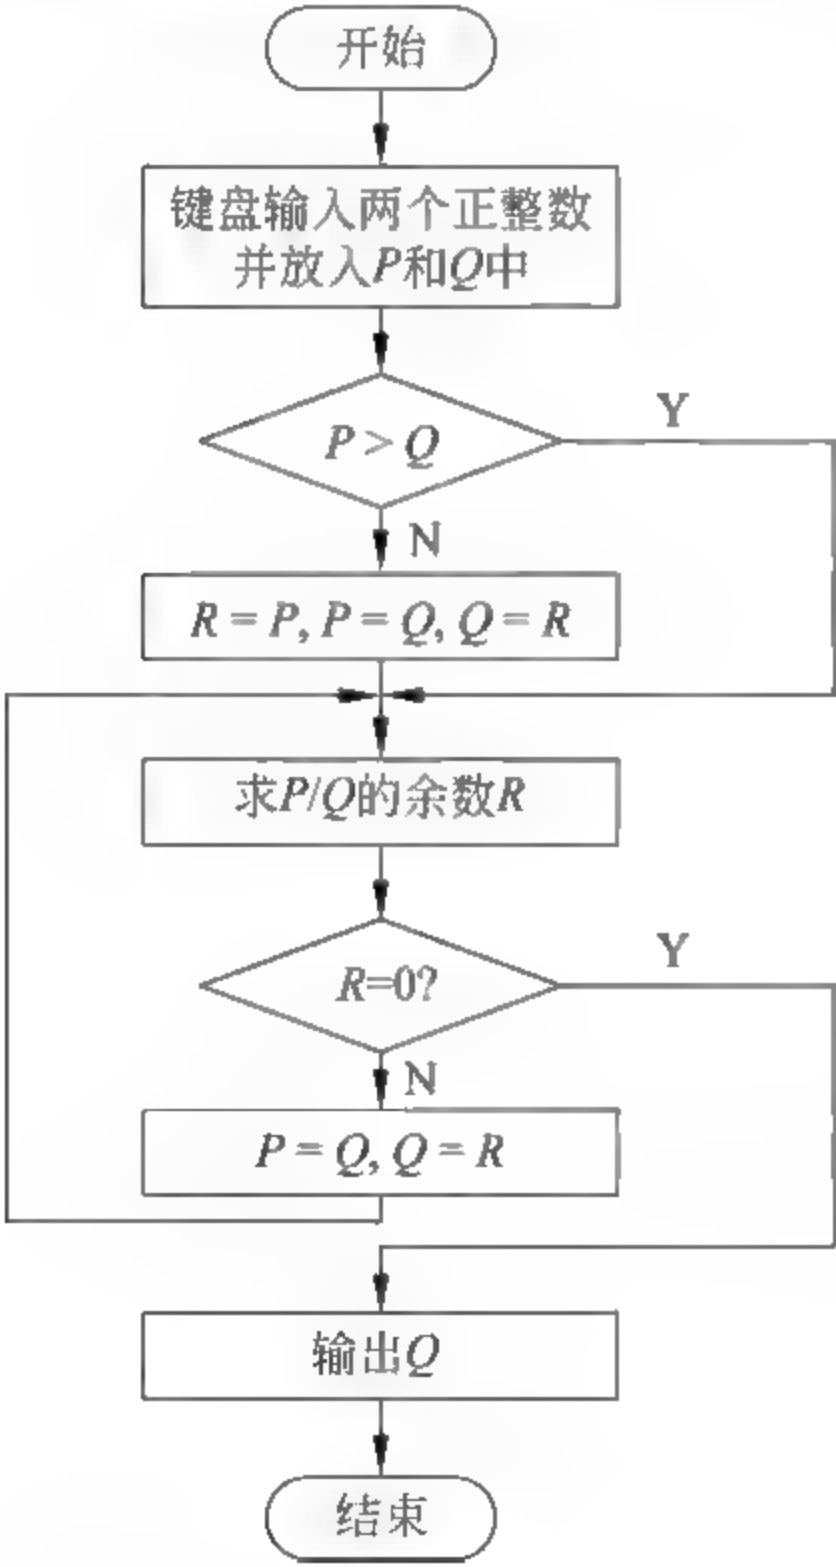 开始
键盘输入两个正整数
并放入P和Q中
P > Q
Y
N
R = P, P = Q, Q = R
求P/Q的余数R
R=0?
Y
N
P = Q, Q = R
输出Q
结束